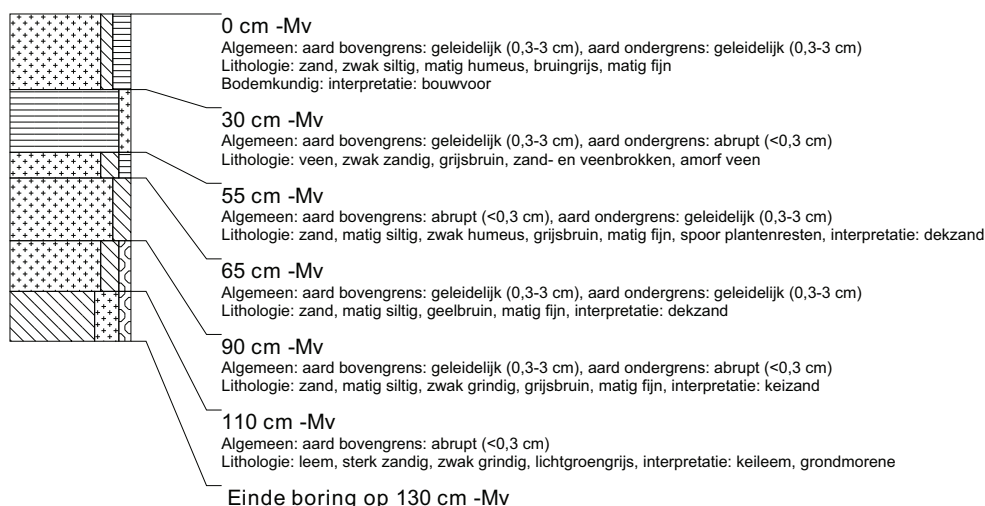 0 cm -Mv
Algemeen: aard bovengrens: geleidelijk (0,3-3 cm), aard ondergrens: geleidelijk (0,3-3 cm)
Lithologie: zand, zwak siltig, matig humeus, bruingrijs, matig fijn
Bodemkundig: interpretatie: bouwvoor
30 cm -Mv
Algemeen: aard bovengrens: geleidelijk (0,3-3 cm), aard ondergrens: abrupt (<0,3 cm)
Lithologie: veen, zwak zandig, grijsbruin, zand- en veenbrokken, amorf veen
55 cm -Mv
Algemeen: aard bovengrens: abrupt (<0,3 cm), aard ondergrens: geleidelijk (0,3-3 cm)
Lithologie: zand, matig siltig, zwak humeus, grijsbruin, matig fijn, spoor plantenresten, interpretatie: dekzand
65 cm -Mv
Algemeen: aard bovengrens: geleidelijk (0,3-3 cm), aard ondergrens: geleidelijk (0,3-3 cm)
Lithologie: zand, matig siltig, geelbruin, matig fijn, interpretatie: dekzand
90 cm -Mv
Algemeen: aard bovengrens: geleidelijk (0,3-3 cm), aard ondergrens: abrupt (<0,3 cm)
Lithologie: zand, matig siltig, zwak grindig, grijsbruin, matig fijn, interpretatie: keizand
110 cm -Mv
Algemeen: aard bovengrens: abrupt (<0,3 cm)
Lithologie: leem, sterk zandig, zwak grindig, lichtgroengrijs, interpretatie: keileem, grondmorene
Einde boring op 130 cm -Mv